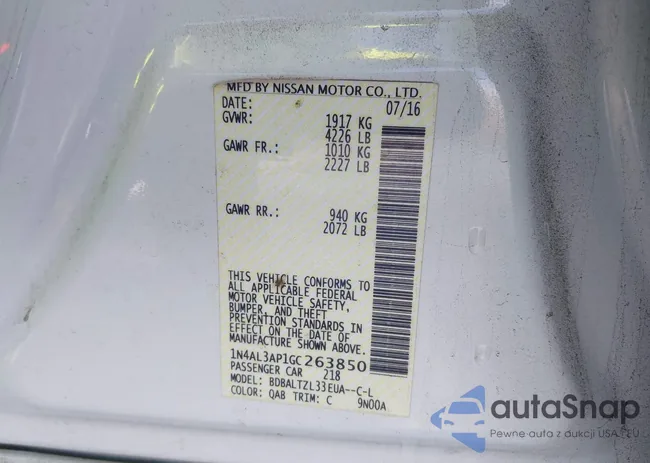 MFD BY NISSAN MOTOR CO., LTD.
DATE: 07/16
GVWR: 1917 KG
4226 LB
GAWR FR.: 1010 KG
2227 LB
GAWR RR.: 940 KG
2072 LB
THIS VEHICLE CONFORMS TO
ALL APPLICABLE FEDERAL
MOTOR VEHICLE SAFETY,
BUMPER, AND THEFT
PREVENTION STANDARDS IN
EFFECT ON THE DATE OF
MANUFACTURE SHOWN ABOVE.
1N4AL3AP1GC263850
PASSENGER CAR 218
MODEL: BDBALTZL33EUA--C-L
COLOR: QAB TRIM: C 9N00A
autoSnap
Pewne auto z aukcji USA i EU